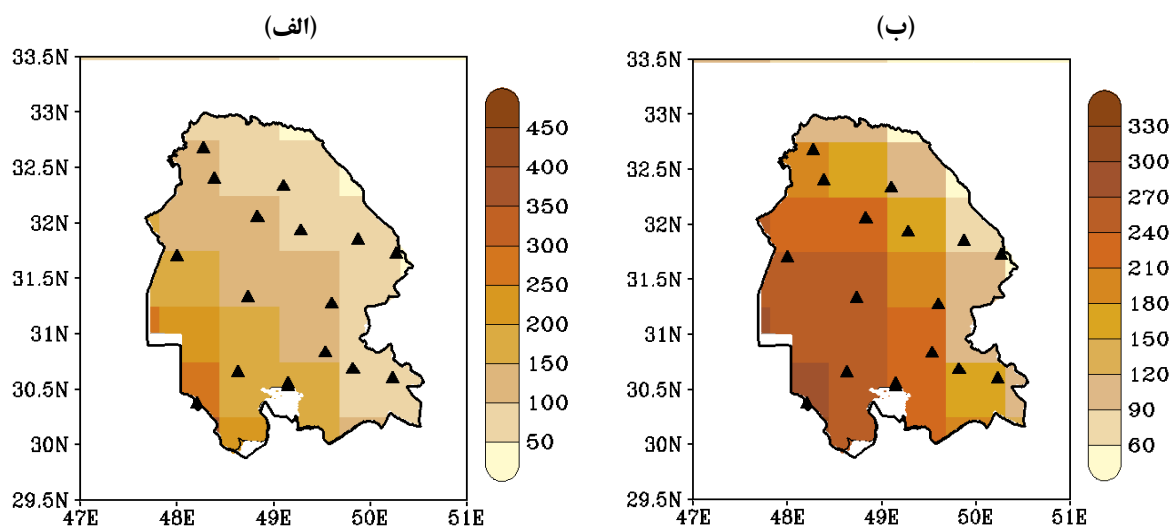 (الف)
33.5N
33N
32.5N
32N
31.5N
31N
30.5N
30N
29.5N
47E 48E 49E 50E 51E
450
400
350
300
250
200
150
100
50
(ب)
33.5N
33N
32.5N
32N
31.5N
31N
30.5N
30N
29.5N
47E 48E 49E 50E 51E
330
300
270
240
210
180
150
120
90
60